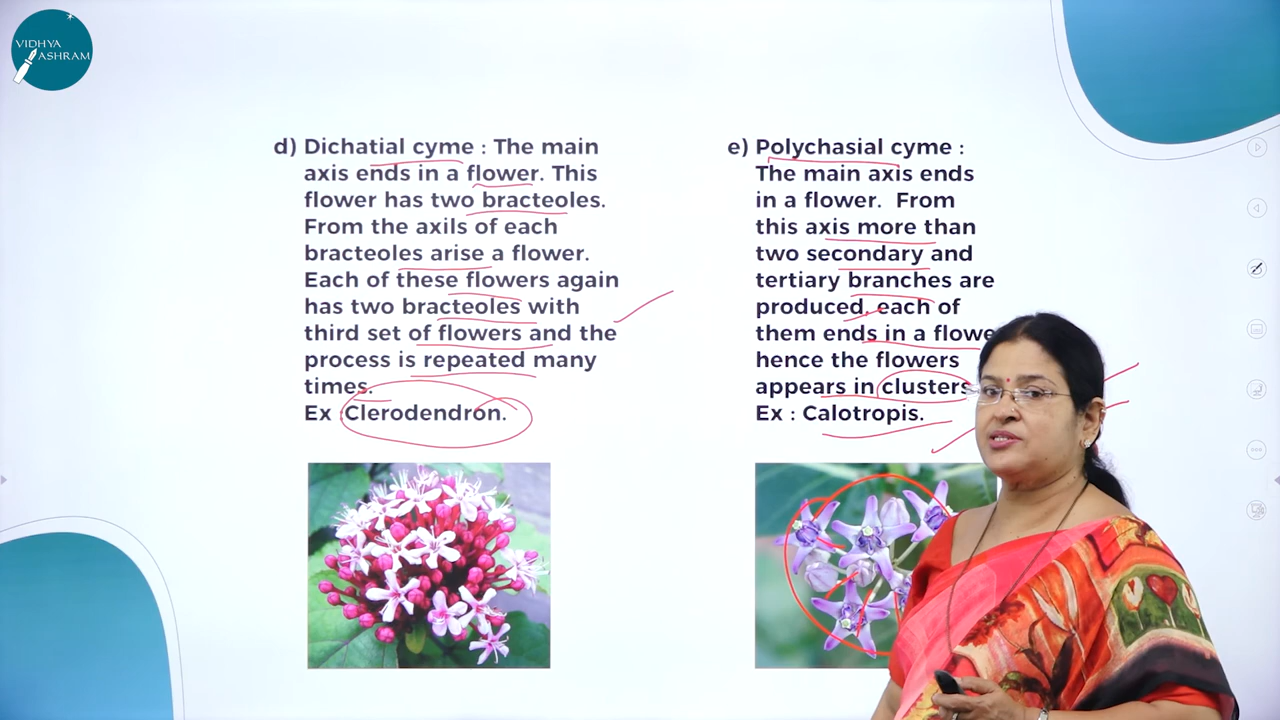 VIDHYA
ASHRAM
d) Dichatial cyme : The main
axis ends in a flower. This
flower has two bracteoles.
From the axils of each
bracteoles arise a flower.
Each of these flowers again
has two bracteoles with
third set of flowers and the
process is repeated many
times.
Ex Clerodendron.
e) Polychasial cyme :
The main axis ends
in a flower. From
this axis more than
two secondary and
tertiary branches are
produced, each of
them ends in a flowe
hence the flowers
appears in clusters
Ex : Calotropis.